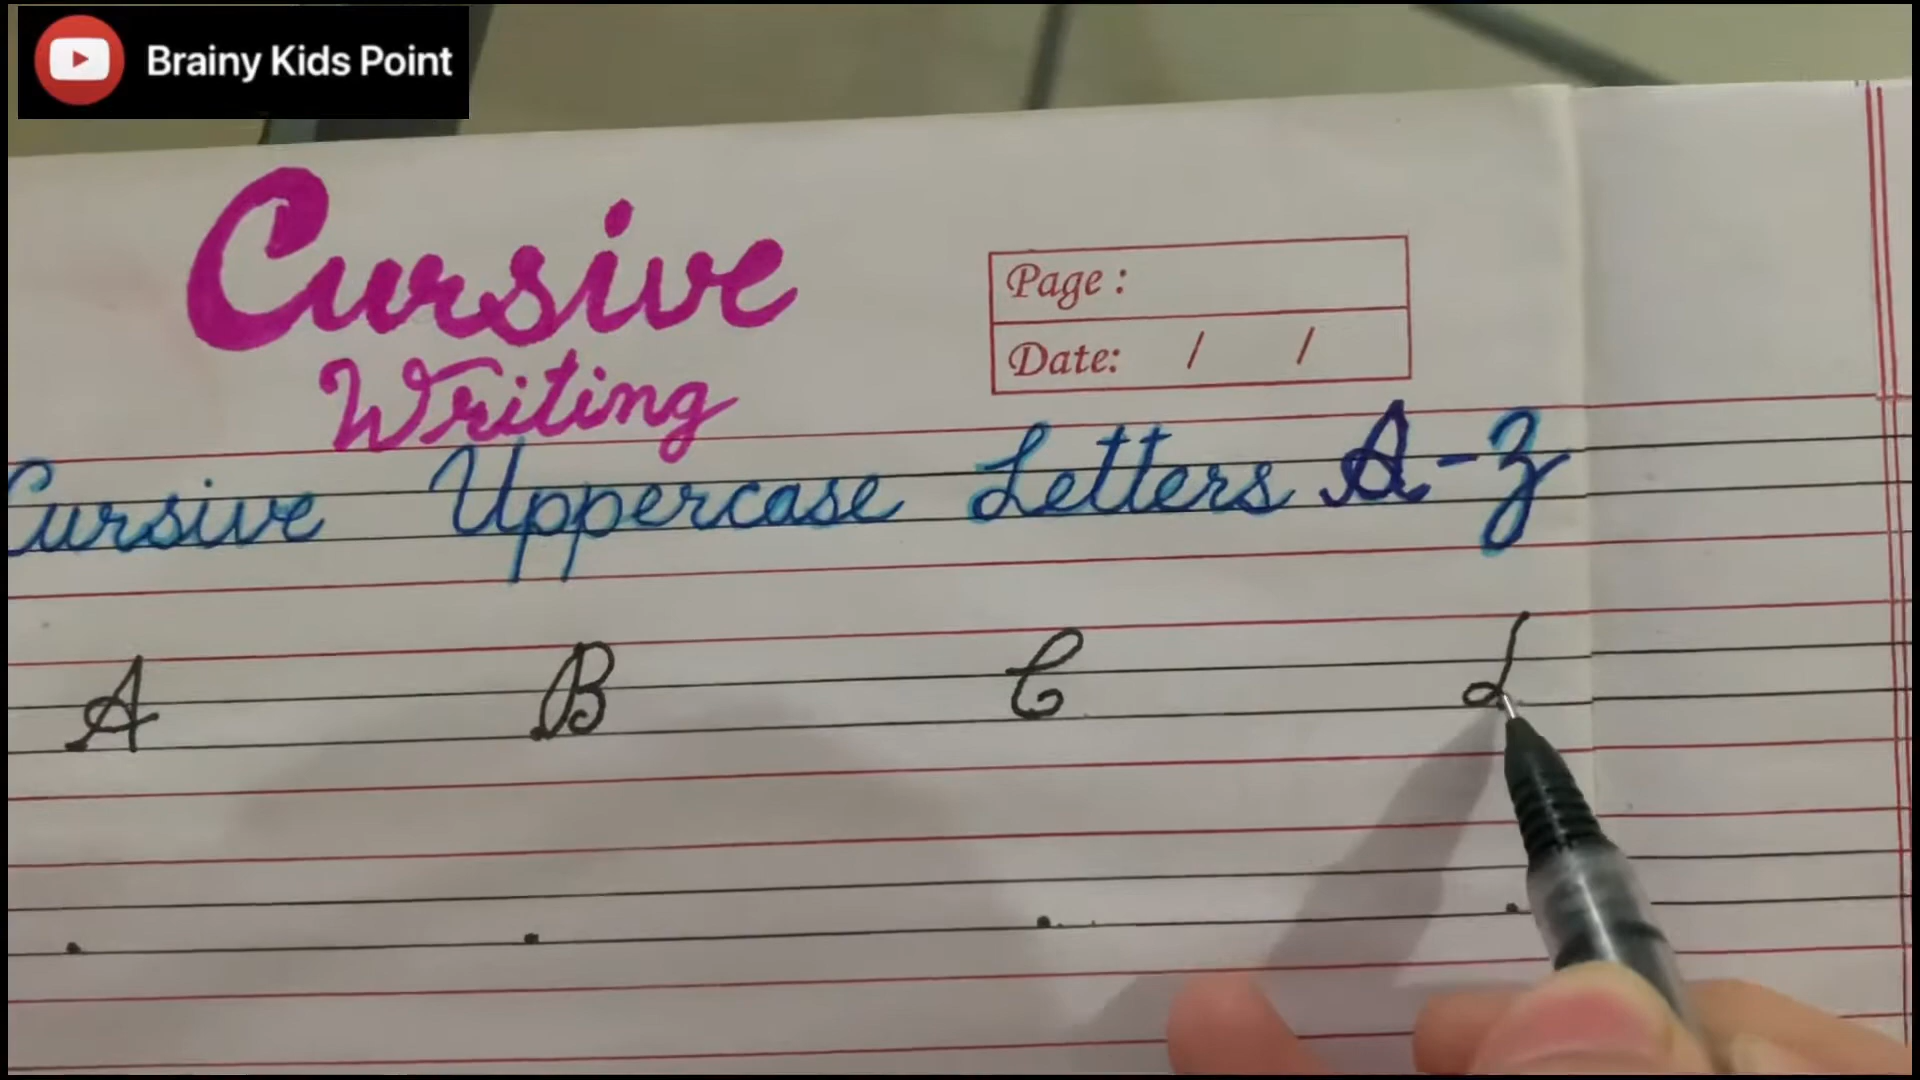 Brainy Kids Point
Cursive
Writing
Page :
Date: / /
Cursive Uppercase Letters A-Z
A B C